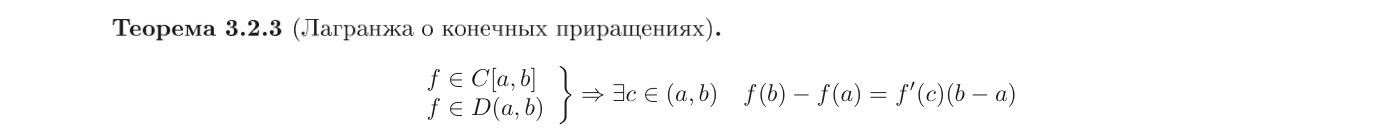 Теорема 3.2.3 (Лагранжа о конечных приращениях).
f ∈ C[a, b]
f ∈ D(a, b) } ⇒ ∃c ∈ (a, b) f(b) − f(a) = f′(c)(b − a)